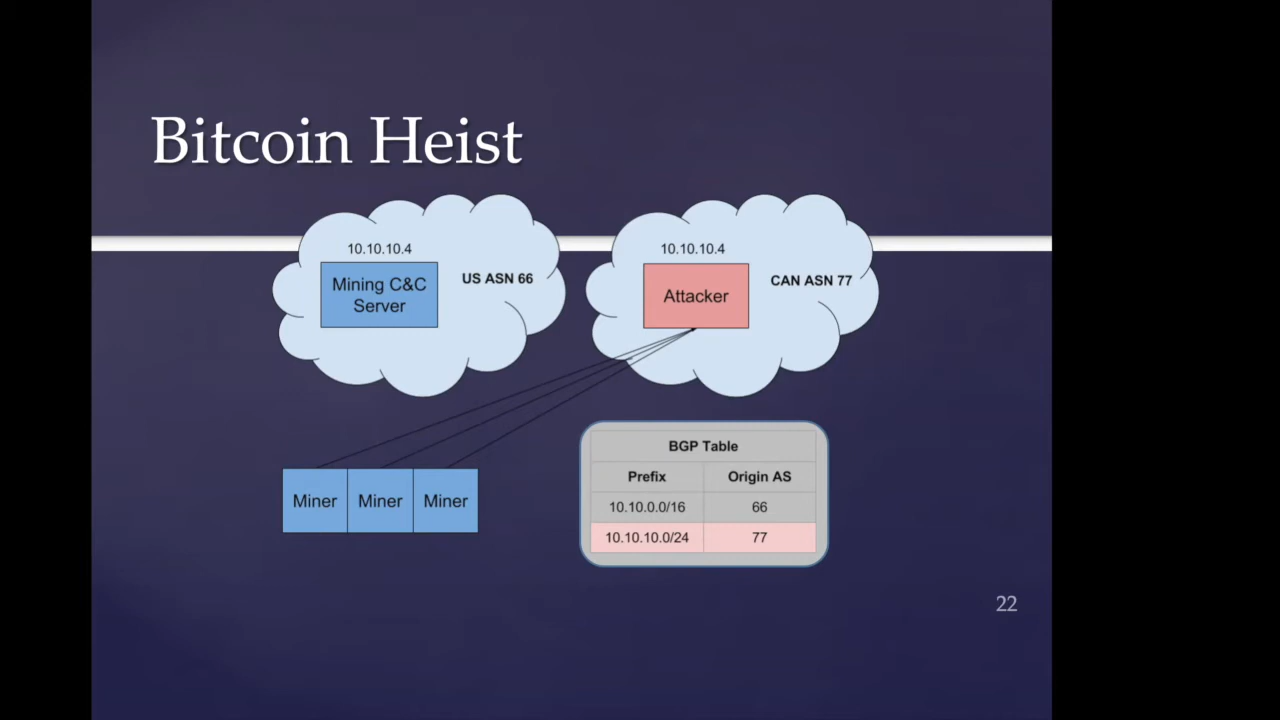 Bitcoin Heist
10.10.10.4
Mining C&C
Server
US ASN 66
10.10.10.4
Attacker
CAN ASN 77
Miner Miner Miner
BGP Table
Prefix Origin AS
10.10.0.0/16 66
10.10.10.0/24 77
22